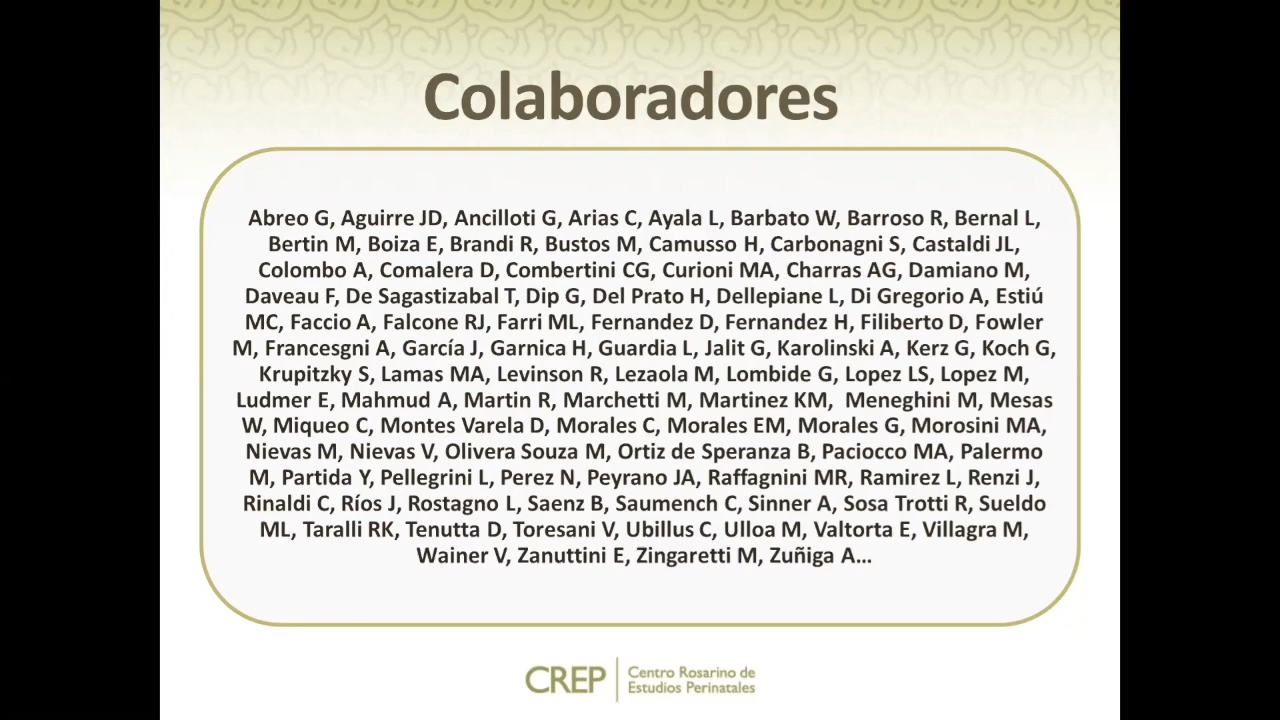 Colaboradores
Abreo G, Aguirre JD, Ancilloti G, Arias C, Ayala L, Barbato W, Barroso R, Bernal L,
Bertin M, Boiza E, Brandi R, Bustos M, Camusso H, Carbonagni S, Castaldi JL,
Colombo A, Comalera D, Combertini CG, Curioni MA, Charras AG, Damiano M,
Daveau F, De Sagastizabal T, Dip G, Del Prato H, Dellepiane L, Di Gregorio A, Estiú
MC, Faccio A, Falcone RJ, Farri ML, Fernandez D, Fernandez H, Filiberto D, Fowler
M, Francesgni A, García J, Garnica H, Guardia L, Jalit G, Karolinski A, Kerz G, Koch G,
Krupitzky S, Lamas MA, Levinson R, Lezaola M, Lombide G, Lopez LS, Lopez M,
Ludmer E, Mahmud A, Martin R, Marchetti M, Martinez KM,  Meneghini M, Mesas
W, Miqueo C, Montes Varela D, Morales C, Morales EM, Morales G, Morosini MA,
Nievas M, Nievas V, Olivera Souza M, Ortiz de Speranza B, Paciocco MA, Palermo
M, Partida Y, Pellegrini L, Perez N, Peyrano JA, Raffagnini MR, Ramirez L, Renzi J,
Rinaldi C, Ríos J, Rostagno L, Saenz B, Saumench C, Sinner A, Sosa Trotti R, Sueldo
ML, Taralli RK, Tenutta D, Toresani V, Ubillus C, Ulloa M, Valtorta E, Villagra M,
Wainer V, Zanuttini E, Zingaretti M, Zuñiga A...
CREP
Centro Rosarino de
Estudios Perinatales